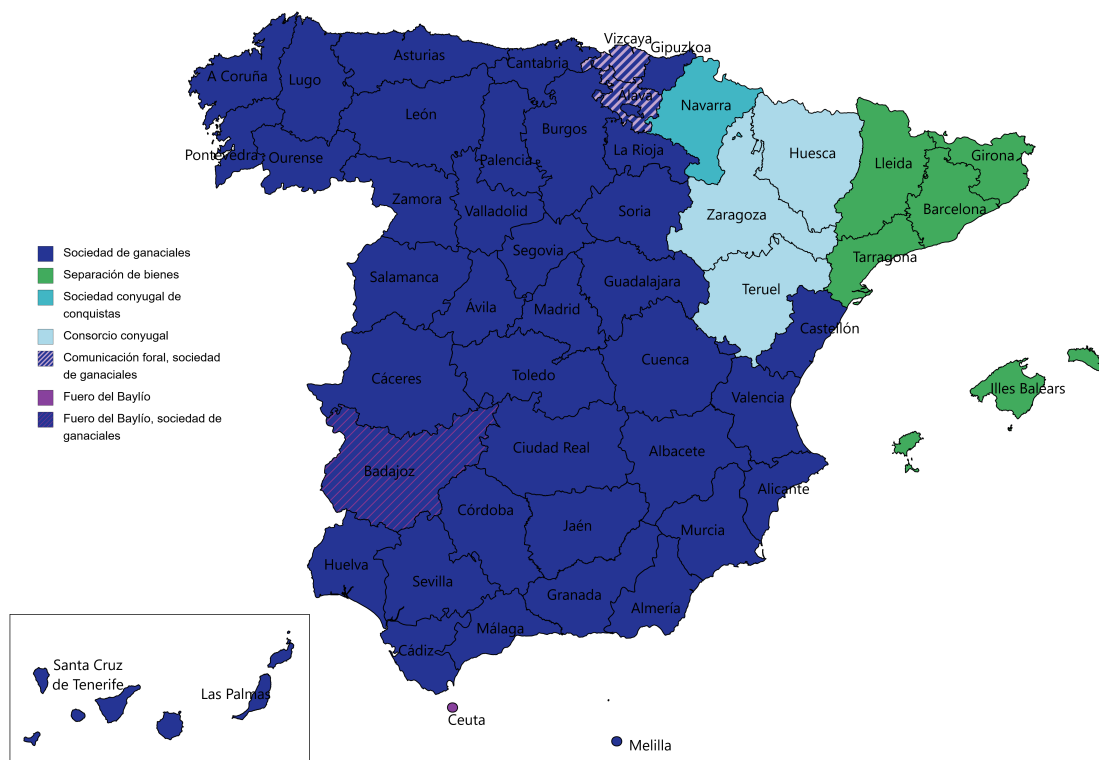 Vizcaya
Gipuzkoa
Asturias
Cantabria
A Coruña
Lugo
Álava
Navarra
León
Burgos
Huesca
Girona
Lleida
Pontevedra
Ourense
Palencia
La Rioja
Zamora
Valladolid
Soria
Zaragoza
Barcelona
Segovia
Tarragona
Salamanca
Ávila
Madrid
Guadalajara
Teruel
Castellón
Cáceres
Toledo
Cuenca
Valencia
Illes Balears
Badajoz
Ciudad Real
Albacete
Alicante
Córdoba
Jaén
Murcia
Huelva
Sevilla
Granada
Almería
Málaga
Cádiz
Ceuta
Melilla
Sociedad de ganaciales
Separación de bienes
Sociedad conyugal de
conquistas
Consorcio conyugal
Comunicación foral, sociedad
de ganaciales
Fuero del Baylío
Fuero del Baylío, sociedad de
ganaciales
Santa Cruz
de Tenerife
Las Palmas